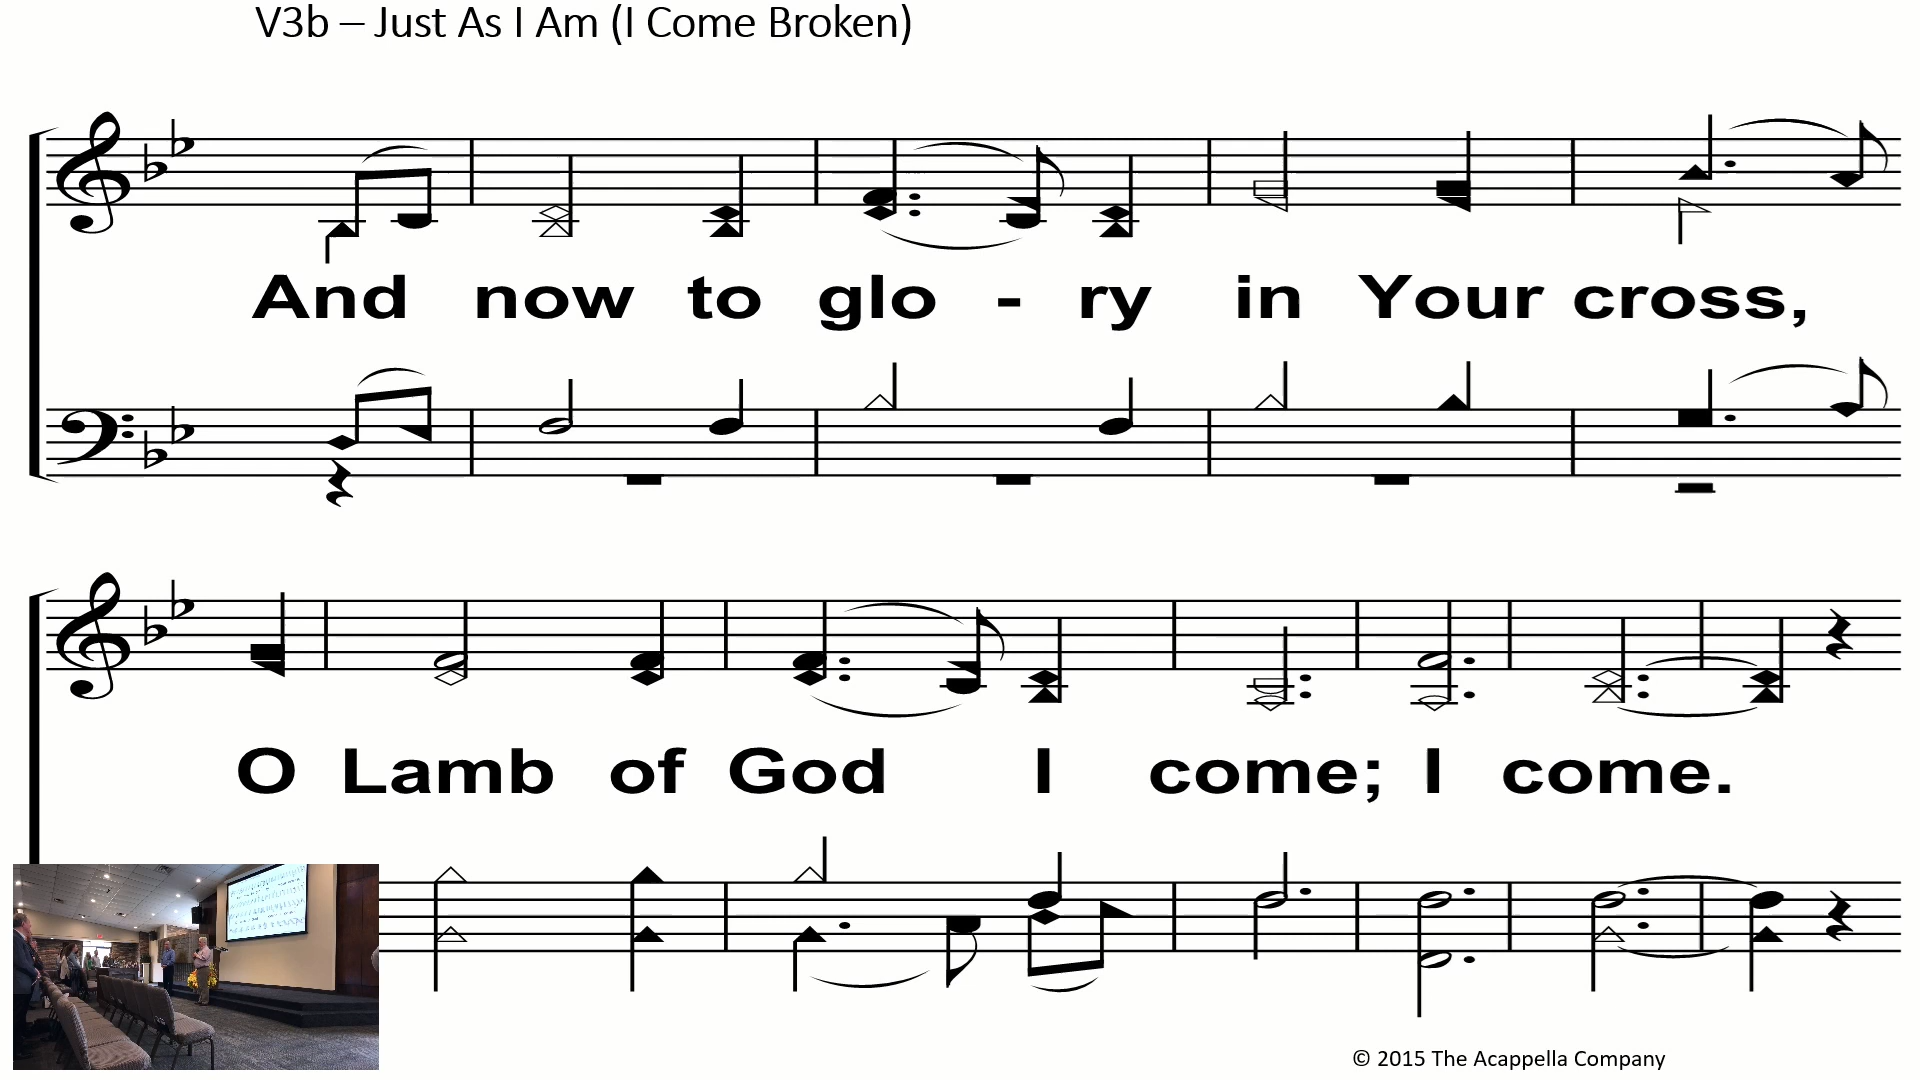 V3b – Just As I Am (I Come Broken)
And now to glo - ry in Your cross,
O Lamb of God I come; I come.
© 2015 The Acappella Company